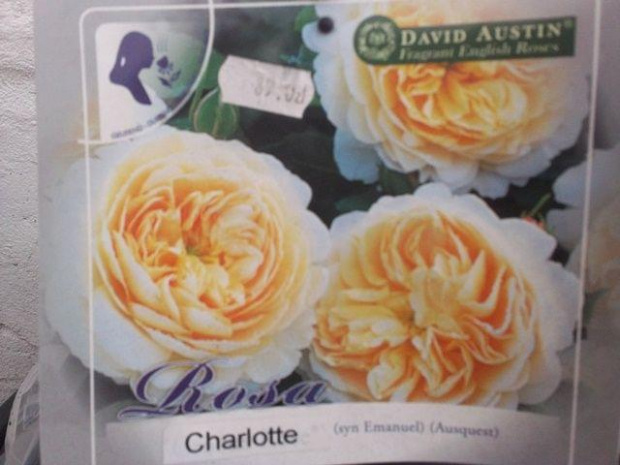 DAVID AUSTIN®
Fragrant English Roses
Rosa
Charlotte (syn Emanuel) (Ausquest)